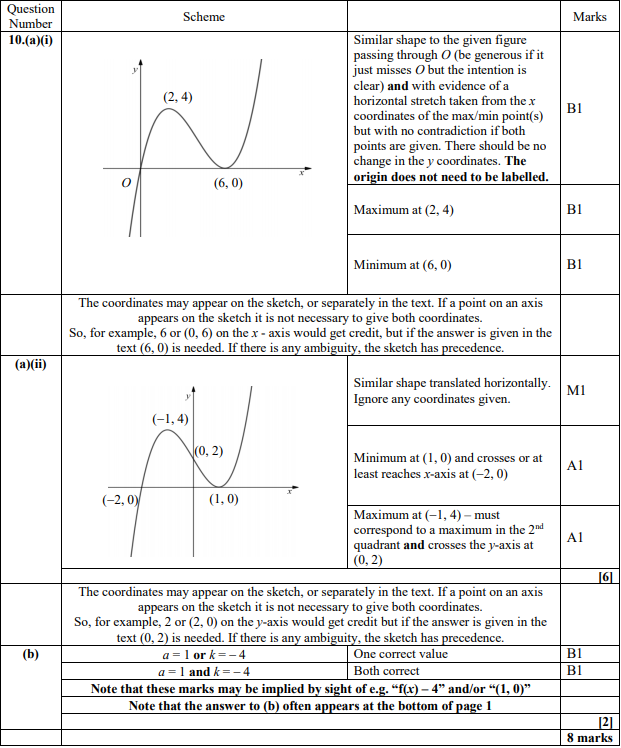 Question
Number
Scheme
Marks
10.(a)(i)
y
(2, 4)
O
(6, 0)
x
Similar shape to the given figure
passing through O (be generous if it
just misses O but the intention is
clear) and with evidence of a
horizontal stretch taken from the x
coordinates of the max/min point(s)
but with no contradiction if both
points are given. There should be no
change in the y coordinates. The
origin does not need to be labelled.
B1
Maximum at (2, 4)
B1
Minimum at (6, 0)
B1
The coordinates may appear on the sketch, or separately in the text. If a point on an axis
appears on the sketch it is not necessary to give both coordinates.
So, for example, 6 or (0, 6) on the x - axis would get credit, but if the answer is given in the
text (6, 0) is needed. If there is any ambiguity, the sketch has precedence.
(a)(ii)
y
(−1, 4)
(0, 2)
(−2, 0)
(1, 0)
x
Similar shape translated horizontally.
Ignore any coordinates given.
M1
Minimum at (1, 0) and crosses or at
least reaches x-axis at (−2, 0)
A1
Maximum at (−1, 4) – must
correspond to a maximum in the 2nd
quadrant and crosses the y-axis at
(0, 2)
A1
[6]
The coordinates may appear on the sketch, or separately in the text. If a point on an axis
appears on the sketch it is not necessary to give both coordinates.
So, for example, 2 or (2, 0) on the y-axis would get credit but if the answer is given in the
text (0, 2) is needed. If there is any ambiguity, the sketch has precedence.
(b)
a = 1 or k = – 4
One correct value
B1
a = 1 and k = – 4
Both correct
B1
Note that these marks may be implied by sight of e.g. “f(x) – 4” and/or “(1, 0)”
Note that the answer to (b) often appears at the bottom of page 1
[2]
8 marks